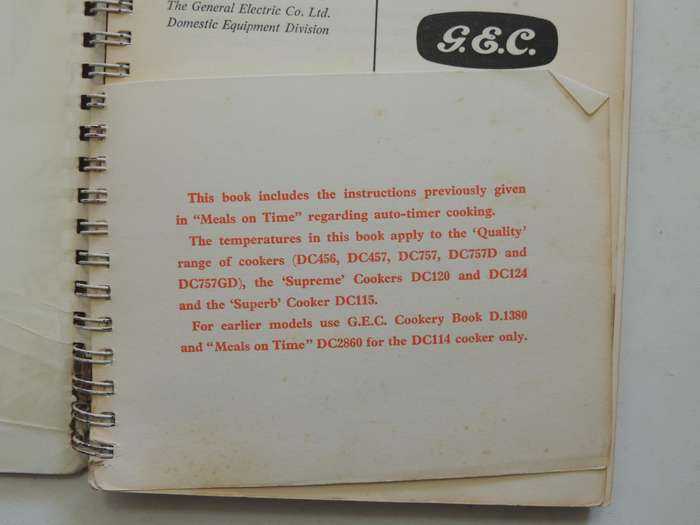 The General Electric Co. Ltd.
Domestic Equipment Division
G.E.C.
This book includes the instructions previously given
in “Meals on Time” regarding auto-timer cooking.
The temperatures in this book apply to the ‘Quality’
range of cookers (DC456, DC457, DC757, DC757D and
DC757GD), the ‘Supreme’ Cookers DC120 and DC124
and the ‘Superb’ Cooker DC115.
For earlier models use G.E.C. Cookery Book D.1380
and “Meals on Time” DC2860 for the DC114 cooker only.